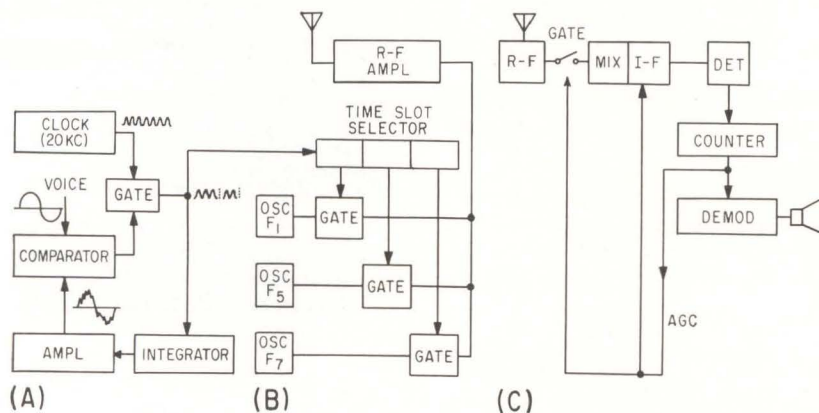 CLOCK
(20KC)
VOICE
GATE
COMPARATOR
AMPL
INTEGRATOR
(A)
R-F
AMPL
TIME SLOT
SELECTOR
OSC
F1
GATE
OSC
F5
GATE
OSC
F7
GATE
(B)
R-F
GATE
MIX
I-F
DET
COUNTER
DEMOD
AGC
(C)